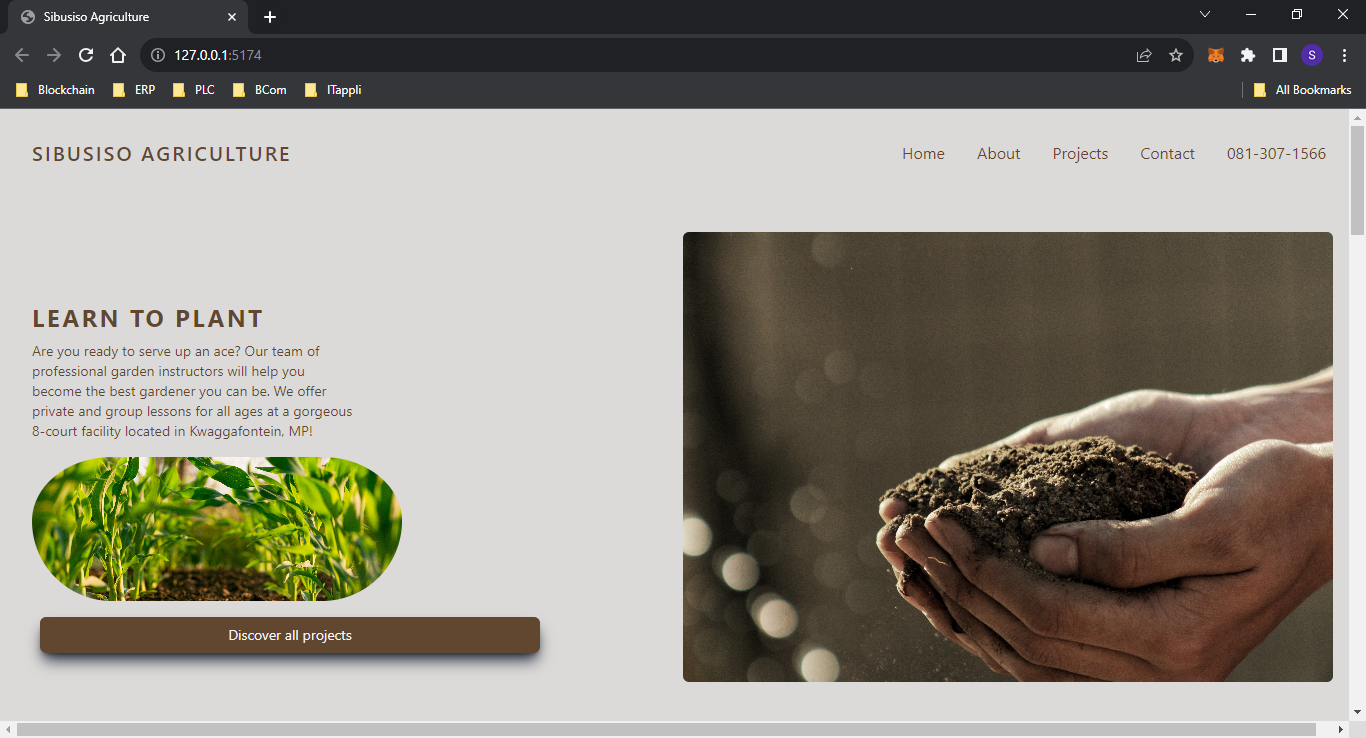 Sibusiso Agriculture
127.0.0.1:5174
S
Blockchain
ERP
PLC
BCom
ITappli
All Bookmarks
SIBUSISO AGRICULTURE
Home
About
Projects
Contact
081-307-1566
LEARN TO PLANT
Are you ready to serve up an ace? Our team of
professional garden instructors will help you
become the best gardener you can be. We offer
private and group lessons for all ages at a gorgeous
8-court facility located in Kwaggafontein, MP!
Discover all projects